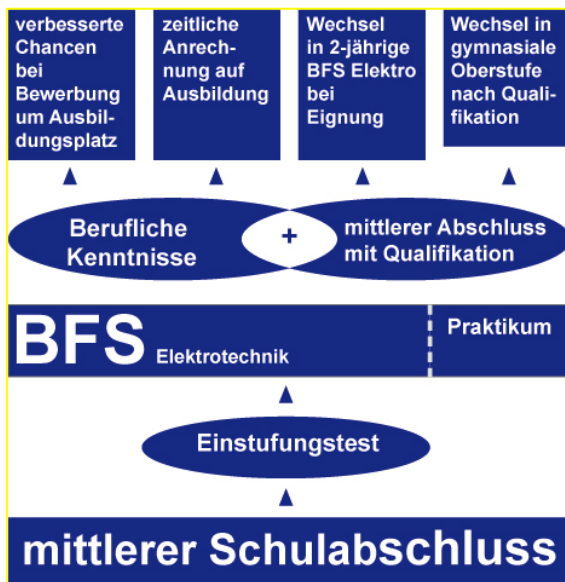 verbesserte
Chancen
bei
Bewerbung
um Ausbil-
dungsplatz
zeitliche
Anrech-
nung auf
Ausbildung
Wechsel
in 2-jährige
BFS Elektro
bei
Eignung
Wechsel in
gymnasiale
Oberstufe
nach Quali-
fikation
Berufliche
Kenntnisse
+
mittlerer Abschluss
mit Qualifikation
BFS Elektrotechnik
Praktikum
Einstufungstest
mittlerer Schulabschluss